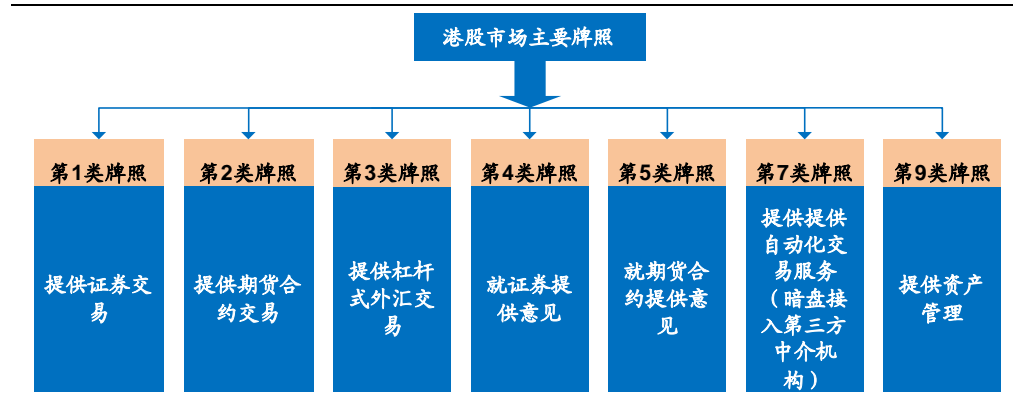 港股市场主要牌照
第1类牌照
提供证券交
易
第2类牌照
提供期货合
约交易
第3类牌照
提供杠杆
式外汇交
易
第4类牌照
就证券提
供意见
第5类牌照
就期货合
约提供意
见
第7类牌照
提供提供
自动化交
易服务
（暗盘接
入第三方
中介机
构）
第9类牌照
提供资产
管理